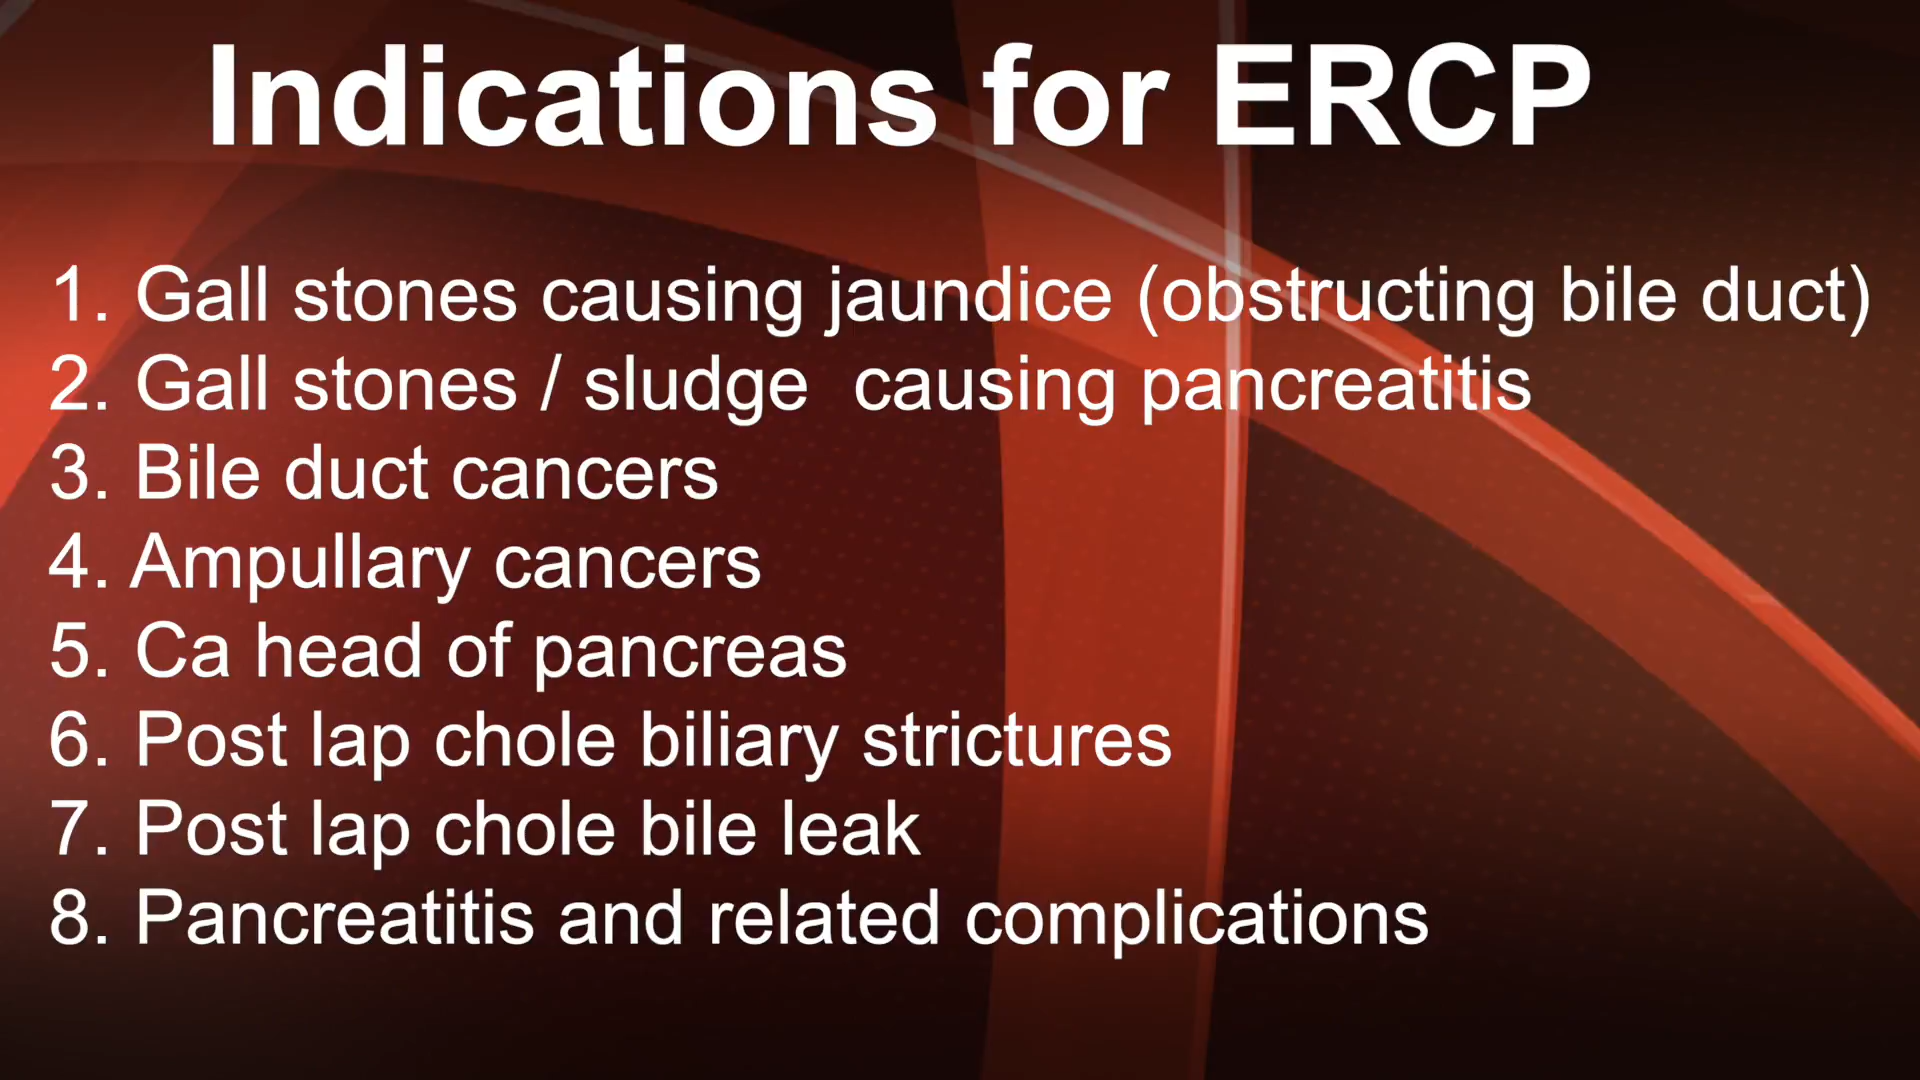 Indications for ERCP
1. Gall stones causing jaundice (obstructing bile duct)
2. Gall stones / sludge  causing pancreatitis
3. Bile duct cancers
4. Ampullary cancers
5. Ca head of pancreas
6. Post lap chole biliary strictures
7. Post lap chole bile leak
8. Pancreatitis and related complications